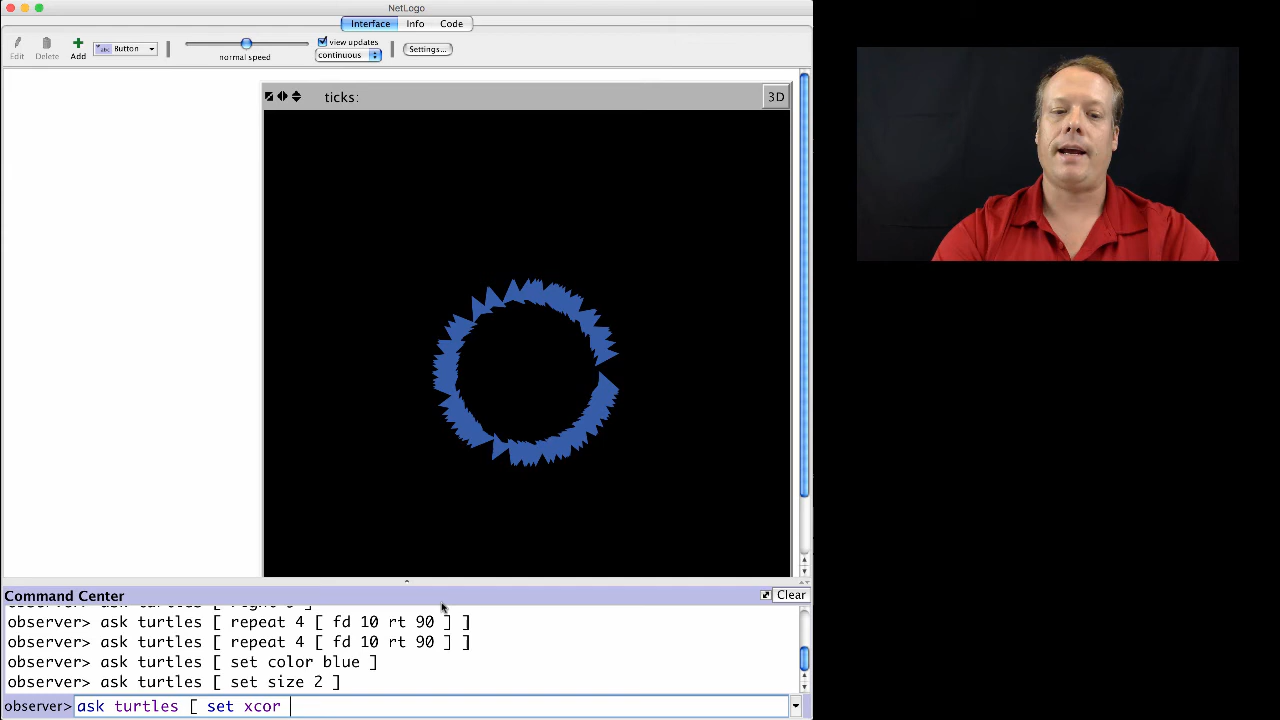 NetLogo
Interface Info Code
Edit Delete Add abc Button normal speed view updates continuous Settings...
ticks: 3D
Command Center Clear
observer> ask turtles [ repeat 4 [ fd 10 rt 90 ] ]
observer> ask turtles [ repeat 4 [ fd 10 rt 90 ] ]
observer> ask turtles [ set color blue ]
observer> ask turtles [ set size 2 ]
observer> ask turtles [ set xcor